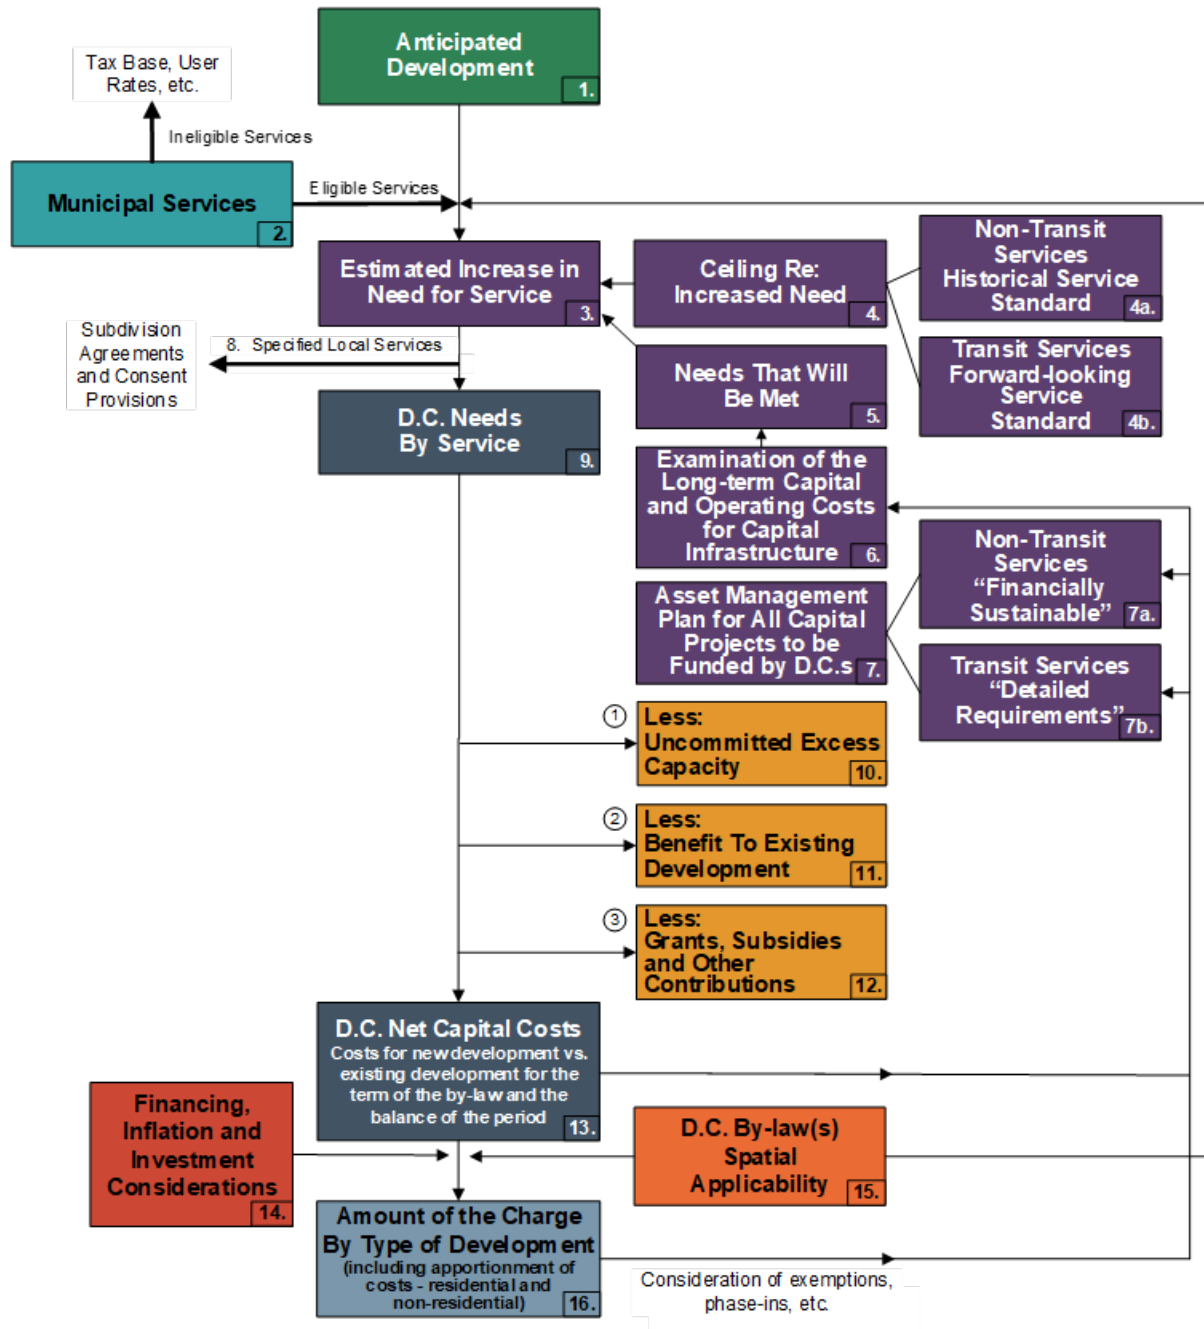 Anticipated
Development
1.
Tax Base, User
Rates, etc.
Ineligible Services
Municipal Services
2.
Eligible Services
Estimated Increase in
Need for Service
3.
Ceiling Re:
Increased Need
4.
Non-Transit
Services
Historical Service
Standard
4a.
Transit Services
Forward-looking
Service
Standard
4b.
Subdivision
Agreements
and Consent
Provisions
8. Specified Local Services
Needs That Will
Be Met
5.
D.C. Needs
By Service
9.
Examination of the
Long-term Capital
and Operating Costs
for Capital
Infrastructure
6.
Non-Transit
Services
“Financially
Sustainable”
7a.
Asset Management
Plan for All Capital
Projects to be
Funded by D.C.s
7.
Transit Services
“Detailed
Requirements”
7b.
1
Less:
Uncommitted Excess
Capacity
10.
2
Less:
Benefit To Existing
Development
11.
3
Less:
Grants, Subsidies
and Other
Contributions
12.
D.C. Net Capital Costs
Costs for new development vs.
existing development for the
term of the by-law and the
balance of the period
13.
Financing,
Inflation and
Investment
Considerations
14.
D.C. By-law(s)
Spatial
Applicability
15.
Amount of the Charge
By Type of Development
(including apportionment of
costs - residential and
non-residential)
16.
Consideration of exemptions,
phase-ins, etc.